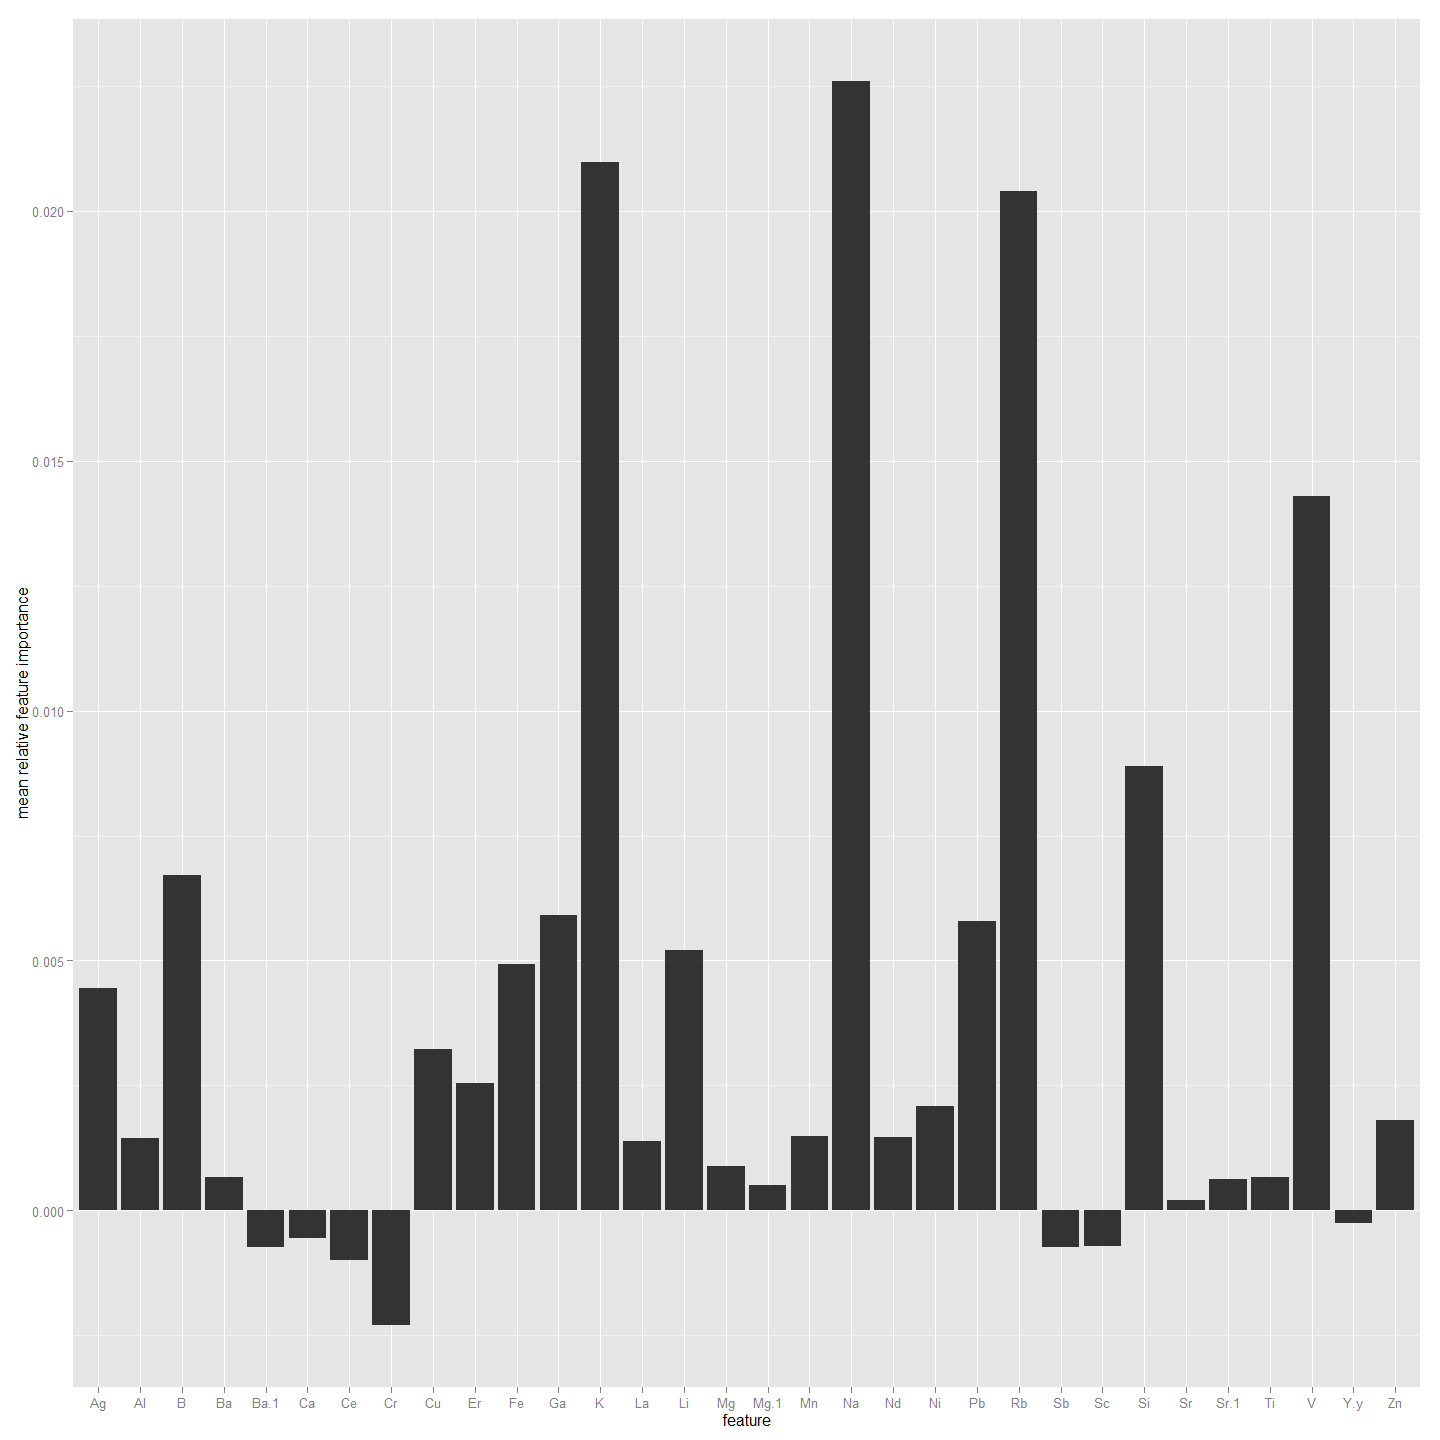 mean relative feature importance
0.020
0.015
0.010
0.005
0.000
Ag Al B Ba Ba.1 Ca Ce Cr Cu Er Fe Ga K La Li Mg Mg.1 Mn Na Nd Ni Pb Rb Sb Sc Si Sr Sr.1 Ti V Y.y Zn
feature